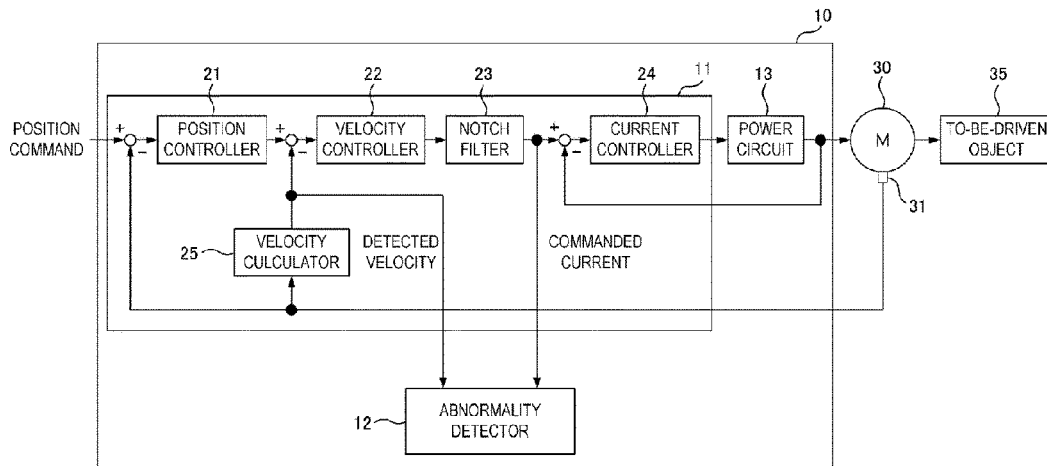 10
21
22
23
24
11
13
30
35
POSITION
COMMAND
+
−
POSITION
CONTROLLER
+
−
VELOCITY
CONTROLLER
NOTCH
FILTER
+
−
CURRENT
CONTROLLER
POWER
CIRCUIT
M
TO-BE-DRIVEN
OBJECT
31
25
VELOCITY
CULCULATOR
DETECTED
VELOCITY
COMMANDED
CURRENT
12
ABNORMALITY
DETECTOR